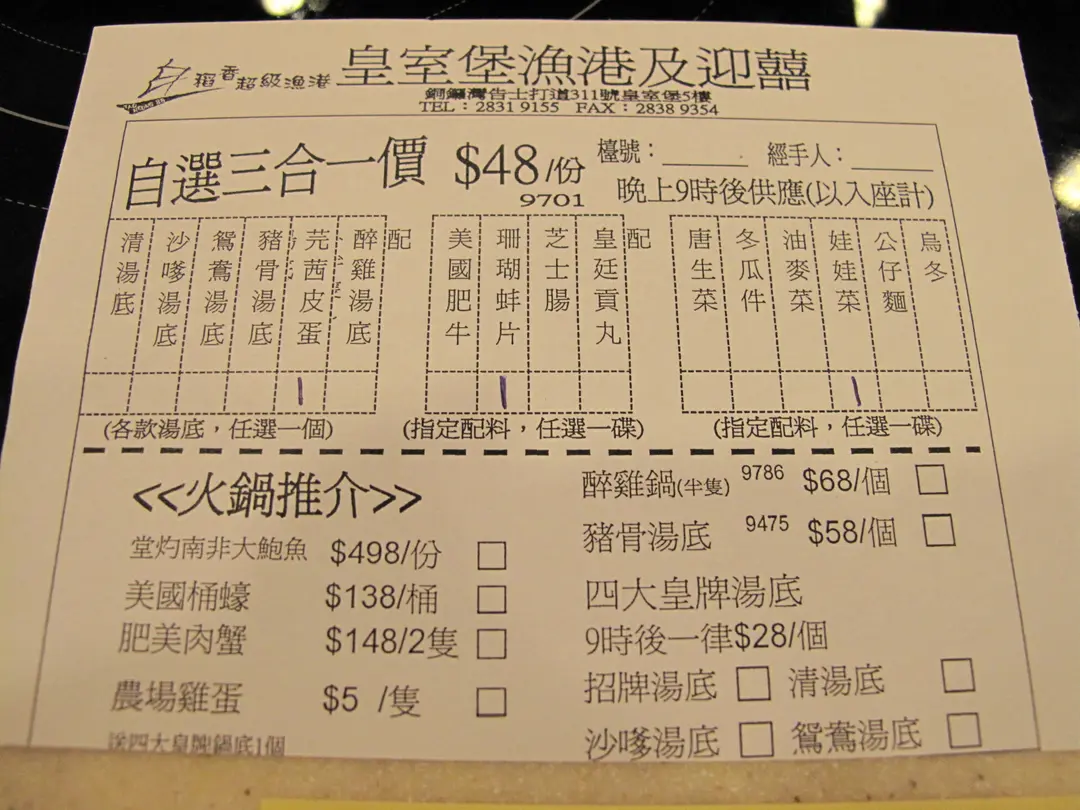 稻香超級漁港 皇室堡漁港及迎囍
銅鑼灣告士打道311號皇室堡5樓
TEL：2831 9155 FAX：2838 9354
自選三合一價 $48/份 檯號：______ 經手人：______
9701 晚上9時後供應(以入座計)
清湯底
沙嗲湯底
鴛鴦湯底
豬骨湯底
芫茜皮蛋
醉雞湯底
配
美國肥牛
珊瑚蚌片
芝士腸
皇廷貢丸
配
唐生菜
冬瓜件
油麥菜
娃娃菜
公仔麵
烏冬
(各款湯底，任選一個) (指定配料，任選一碟) (指定配料，任選一碟)
<<火鍋推介>>
堂灼南非大鮑魚 $498/份
美國桶蠔 $138/桶
肥美肉蟹 $148/2隻
農場雞蛋 $5 /隻
送四大皇牌鍋底1個
醉雞鍋(半隻) 9786 $68/個
豬骨湯底 9475 $58/個
四大皇牌湯底
9時後一律$28/個
招牌湯底 清湯底
沙嗲湯底 鴛鴦湯底